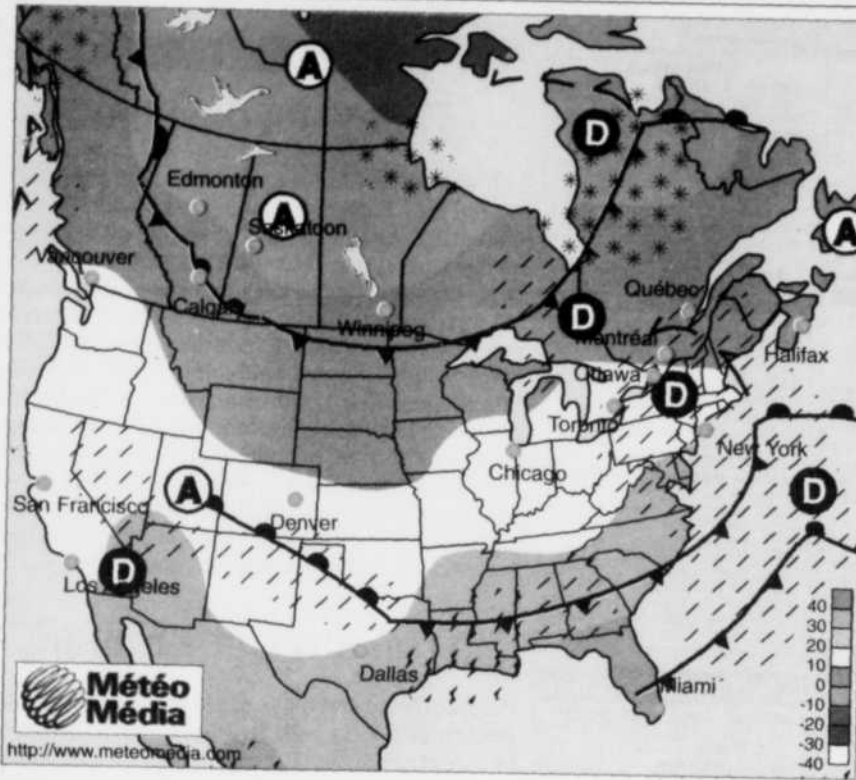 A
D
Edmonton
A
Saskatoon
A
Vancouver
Calgary
Winnipeg
D
Québec
Montréal
Halifax
Ottawa
D
Toronto
New York
Chicago
A
San Francisco
Denver
D
D
Los Angeles
Dallas
Miami
40
30
20
10
0
-10
-20
-30
-40
Météo
Média
http://www.meteomedia.com